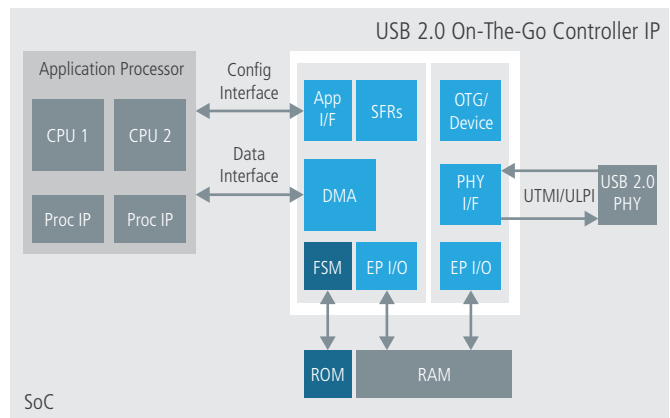 USB 2.0 On-The-Go Controller IP
Application Processor
CPU 1
CPU 2
Proc IP
Proc IP
Config
Interface
Data
Interface
App
I/F
SFRs
DMA
FSM
EP I/O
OTG/
Device
PHY
I/F
EP I/O
UTMI/ULPI
USB 2.0
PHY
ROM
RAM
SoC